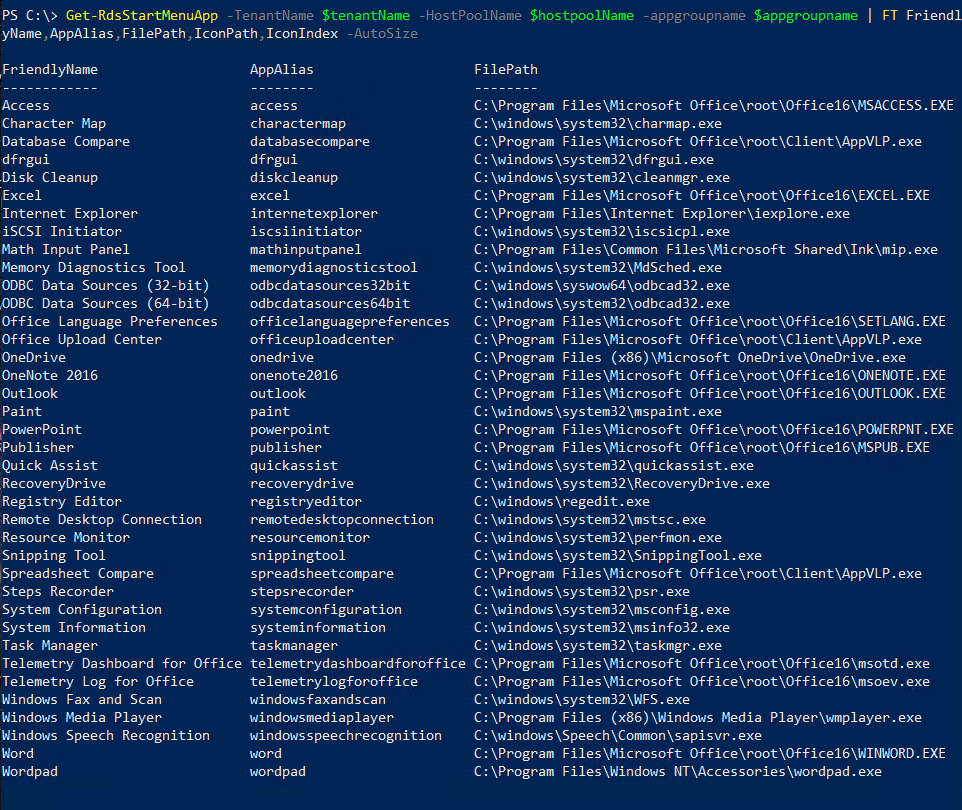 PS C:\> Get-RdsStartMenuApp -TenantName $tenantName -HostPoolName $hostpoolName -appgroupname $appgroupname | FT Friendl
yName,AppAlias,FilePath,IconPath,IconIndex -AutoSize
FriendlyName AppAlias FilePath
------------ -------- --------
Access access C:\Program Files\Microsoft Office\root\Office16\MSACCESS.EXE
Character Map charactermap C:\windows\system32\charmap.exe
Database Compare databasecompare C:\Program Files\Microsoft Office\root\Client\AppVLP.exe
dfrgui dfrgui C:\windows\system32\dfrgui.exe
Disk Cleanup diskcleanup C:\windows\system32\cleanmgr.exe
Excel excel C:\Program Files\Microsoft Office\root\Office16\EXCEL.EXE
Internet Explorer internetexplorer C:\Program Files\Internet Explorer\iexplore.exe
iSCSI Initiator iscsiinitiator C:\windows\system32\iscsicpl.exe
Math Input Panel mathinputpanel C:\Program Files\Common Files\Microsoft Shared\Ink\mip.exe
Memory Diagnostics Tool memorydiagnosticstool C:\windows\system32\MdSched.exe
ODBC Data Sources (32-bit) odbcdatasources32bit C:\windows\syswow64\odbcad32.exe
ODBC Data Sources (64-bit) odbcdatasources64bit C:\windows\system32\odbcad32.exe
Office Language Preferences officelanguagepreferences C:\Program Files\Microsoft Office\root\Office16\SETLANG.EXE
Office Upload Center officeuploadcenter C:\Program Files\Microsoft Office\root\Client\AppVLP.exe
OneDrive onedrive C:\Program Files (x86)\Microsoft OneDrive\OneDrive.exe
OneNote 2016 onenote2016 C:\Program Files\Microsoft Office\root\Office16\ONENOTE.EXE
Outlook outlook C:\Program Files\Microsoft Office\root\Office16\OUTLOOK.EXE
Paint paint C:\windows\system32\mspaint.exe
PowerPoint powerpoint C:\Program Files\Microsoft Office\root\Office16\POWERPNT.EXE
Publisher publisher C:\Program Files\Microsoft Office\root\Office16\MSPUB.EXE
Quick Assist quickassist C:\windows\system32\quickassist.exe
RecoveryDrive recoverydrive C:\windows\system32\RecoveryDrive.exe
Registry Editor registryeditor C:\windows\regedit.exe
Remote Desktop Connection remotedesktopconnection C:\windows\system32\mstsc.exe
Resource Monitor resourcemonitor C:\windows\system32\perfmon.exe
Snipping Tool snippingtool C:\windows\system32\SnippingTool.exe
Spreadsheet Compare spreadsheetcompare C:\Program Files\Microsoft Office\root\Client\AppVLP.exe
Steps Recorder stepsrecorder C:\windows\system32\psr.exe
System Configuration systemconfiguration C:\windows\system32\msconfig.exe
System Information systeminformation C:\windows\system32\msinfo32.exe
Task Manager taskmanager C:\windows\system32\taskmgr.exe
Telemetry Dashboard for Office telemetrydashboardforoffice C:\Program Files\Microsoft Office\root\Office16\msotd.exe
Telemetry Log for Office telemetrylogforoffice C:\Program Files\Microsoft Office\root\Office16\msoev.exe
Windows Fax and Scan windowsfaxandscan C:\windows\system32\WFS.exe
Windows Media Player windowsmediaplayer C:\Program Files (x86)\Windows Media Player\wmplayer.exe
Windows Speech Recognition windowsspeechrecognition C:\windows\Speech\Common\sapisvr.exe
Word word C:\Program Files\Microsoft Office\root\Office16\WINWORD.EXE
Wordpad wordpad C:\Program Files\Windows NT\Accessories\wordpad.exe